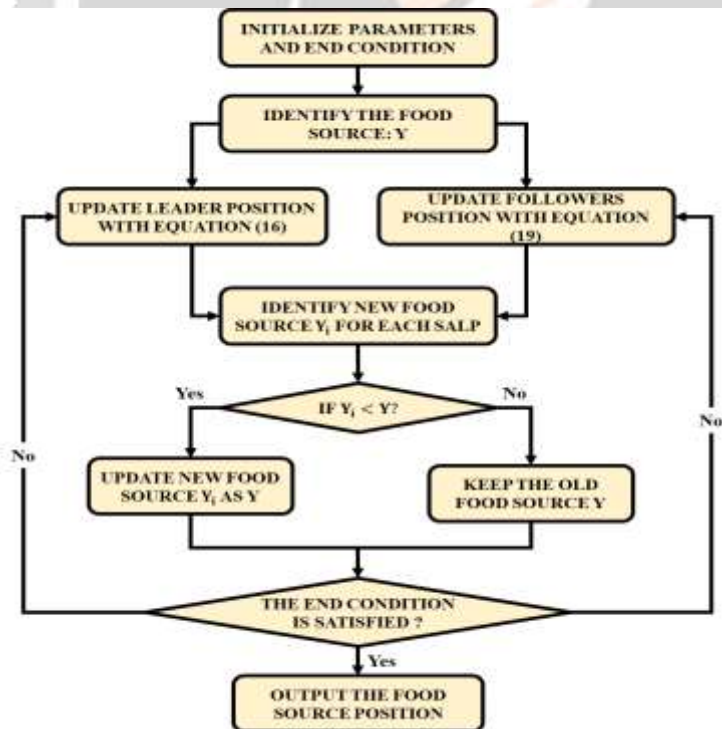 INITIALIZE PARAMETERS
AND END CONDITION
IDENTIFY THE FOOD
SOURCE: Y
UPDATE LEADER POSITION
WITH EQUATION (16)
UPDATE FOLLOWERS
POSITION WITH EQUATION
(19)
IDENTIFY NEW FOOD
SOURCE Yᵢ FOR EACH SALP
Yes
No
IF Yᵢ < Y?
No
No
UPDATE NEW FOOD
SOURCE Yᵢ AS Y
KEEP THE OLD
FOOD SOURCE Y
THE END CONDITION
IS SATISFIED ?
Yes
OUTPUT THE FOOD
SOURCE POSITION